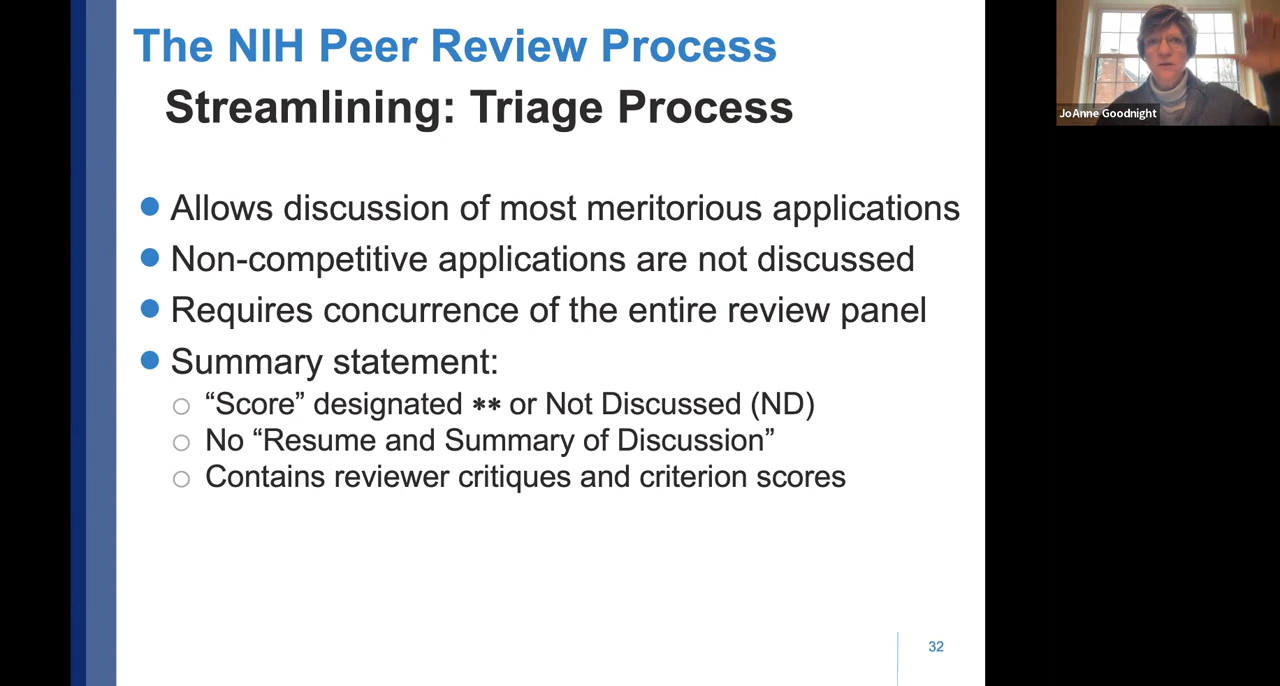 The NIH Peer Review Process
Streamlining: Triage Process
JoAnne Goodnight
Allows discussion of most meritorious applications
Non-competitive applications are not discussed
Requires concurrence of the entire review panel
Summary statement:
“Score” designated ** or Not Discussed (ND)
No “Resume and Summary of Discussion”
Contains reviewer critiques and criterion scores
32